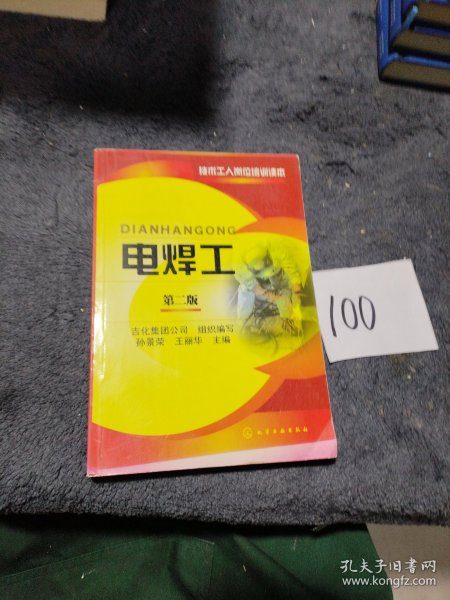 技术工人岗位培训读本
DIANHANGONG
电焊工
第二版
吉化集团公司 组织编写
孙景荣 王丽华 主编
化学工业出版社
100
孔夫子旧书网
www.kongfz.com